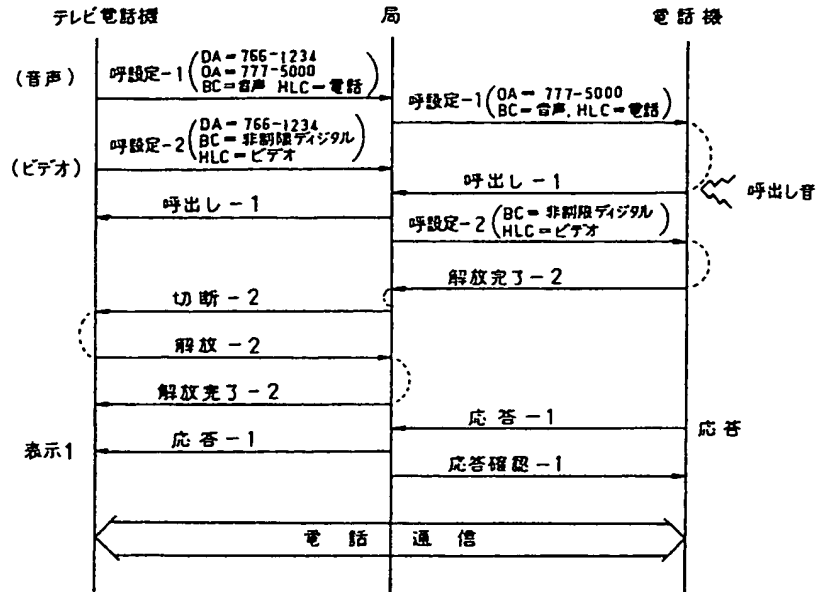 テレビ電話機 局 電話機
(音声) 呼設定-1 (DA=766-1234
OA=777-5000
BC=音声 HLC=電話)
呼設定-1 (OA=777-5000
BC=音声, HLC=電話)
(ビデオ) 呼設定-2 (DA=766-1234
BC=非制限ディジタル
HLC=ビデオ)
呼出し-1
呼出し音
呼出し-1
呼設定-2 (BC=非制限ディジタル
HLC=ビデオ)
解放完了-2
切断-2
解放-2
解放完了-2
応答-1 応答
表示1 応答-1
応答確認-1
電話通信